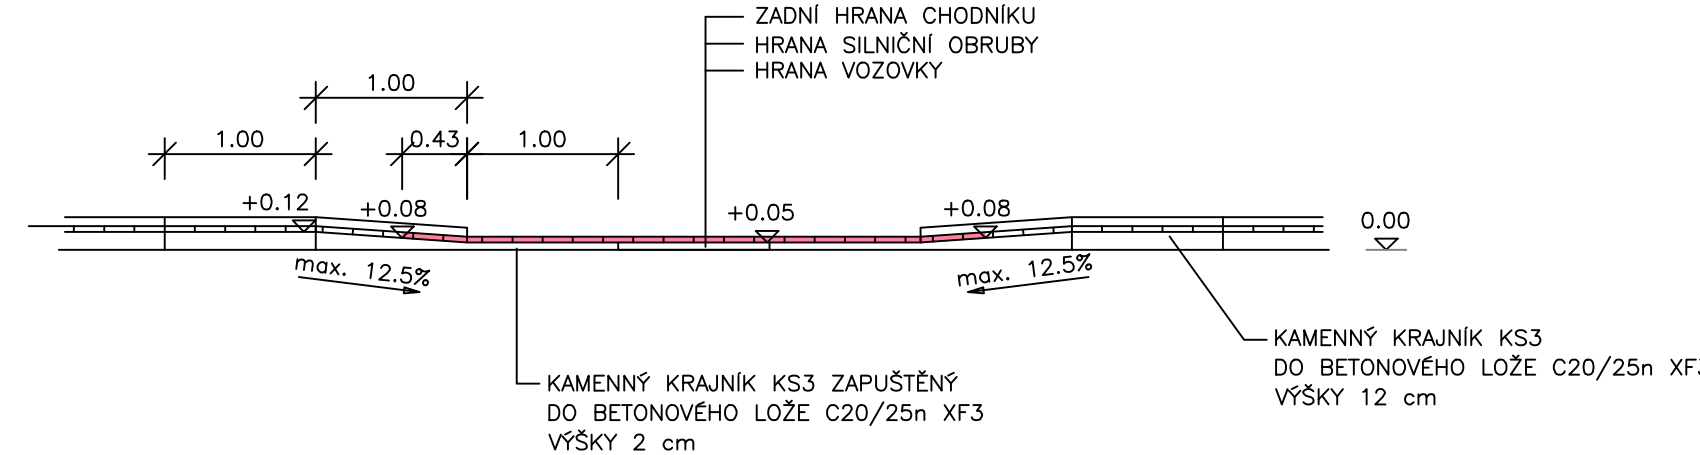 ZADNÍ HRANA CHODNÍKU
HRANA SILNIČNÍ OBRUBY
HRANA VOZOVKY
1.00
1.00
0.43
1.00
+0.12
+0.08
+0.05
+0.08
0.00
max. 12.5%
max. 12.5%
KAMENNÝ KRAJNÍK KS3
DO BETONOVÉHO LOŽE C20/25n XF3
VÝŠKY 12 cm
KAMENNÝ KRAJNÍK KS3 ZAPUŠTĚNÝ
DO BETONOVÉHO LOŽE C20/25n XF3
VÝŠKY 2 cm